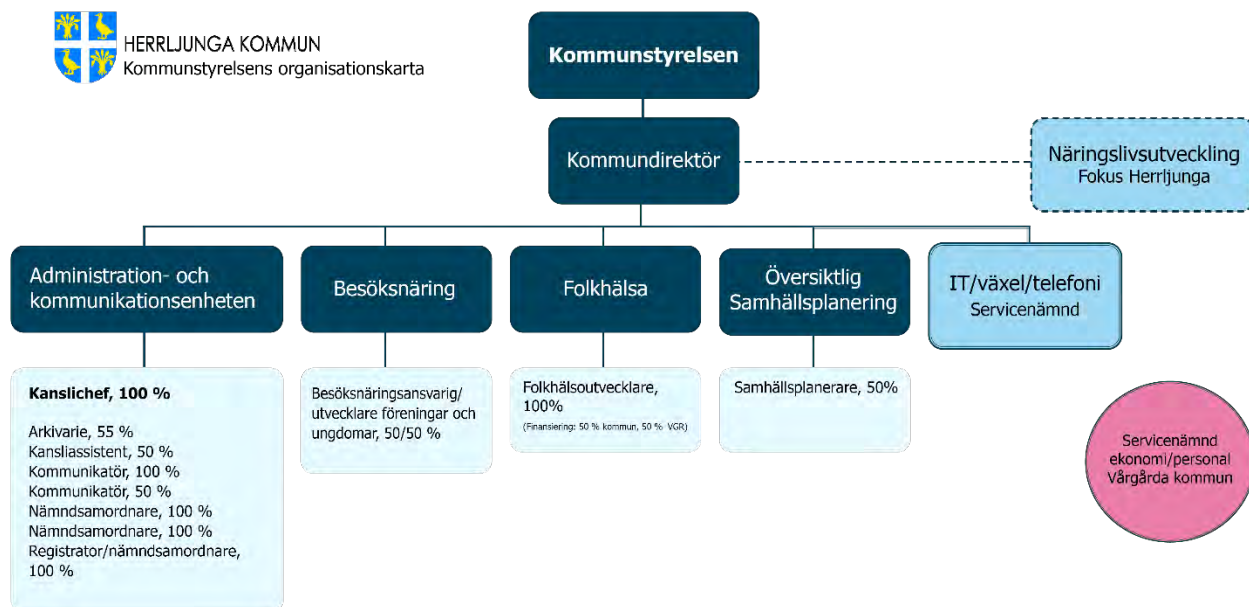 HERRLJUNGA KOMMUN
Kommunstyrelsens organisationskarta
Kommunstyrelsen
Kommundirektör
Näringslivsutveckling
Fokus Herrljunga
Administration- och
kommunikationsenheten
Besöksnäring
Folkhälsa
Översiktlig
Samhällsplanering
IT/växel/telefoni
Servicenämnd
Kanslichef, 100 %
Arkivarie, 55 %
Kansliassistent, 50 %
Kommunikatör, 100 %
Kommunikatör, 50 %
Nämndsamordnare, 100 %
Nämndsamordnare, 100 %
Registrator/nämndsamordnare,
100 %
Besöksnäringsansvarig/
utvecklare föreningar och
ungdomar, 50/50 %
Folkhälsoutvecklare,
100%
(Finansiering: 50 % kommun, 50 % VGR)
Samhällsplanerare, 50%
Servicenämnd
ekonomi/personal
Vårgårda kommun